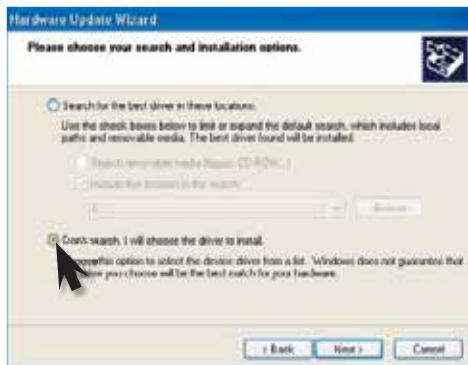 Hardware Update Wizard
Please choose your search and installation options.
Search for the best driver in these locations.
Use the check boxes below to limit or expand the default search, which includes local
paths and removable media. The best driver found will be installed.
Search removable media (floppy, CD-ROM...)
Include this location in the search:
Browse
Don't search. I will choose the driver to install.
this option to select the device driver from a list. Windows does not guarantee that
you choose will be the best match for your hardware.
< Back
Next >
Cancel